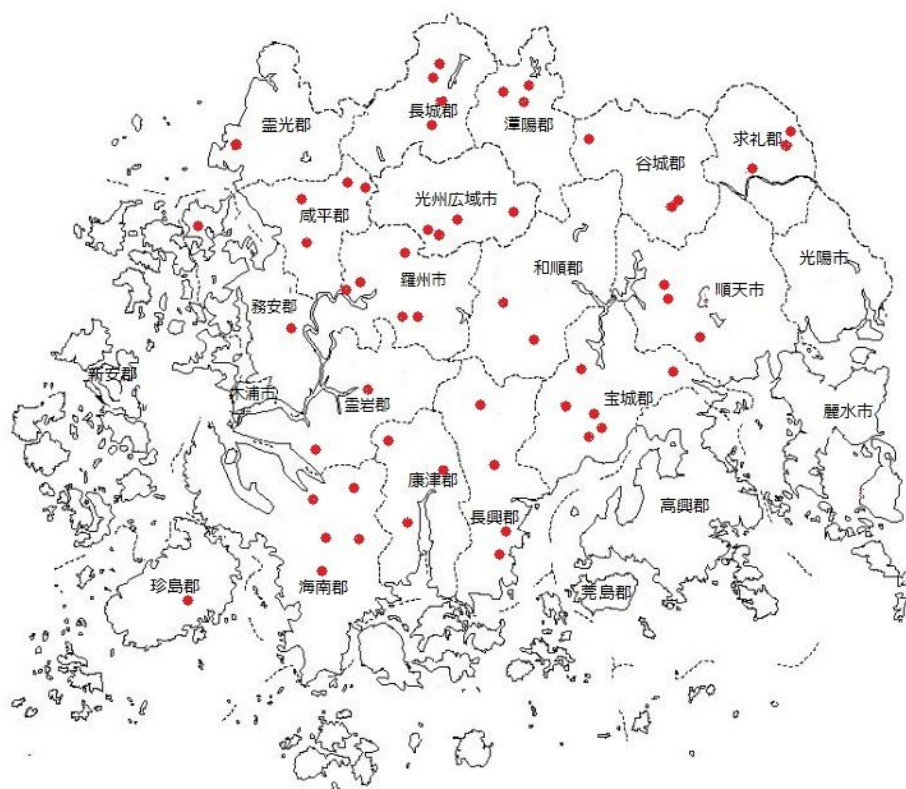 長城郡
霊光郡
潭陽郡
求礼郡
谷城郡
光州広域市
咸平郡
光陽市
和順郡
羅州市
順天市
務安郡
新安郡
木浦市
宝城郡
霊岩郡
麗水市
康津郡
高興郡
長興郡
珍島郡
海南郡
莞島郡